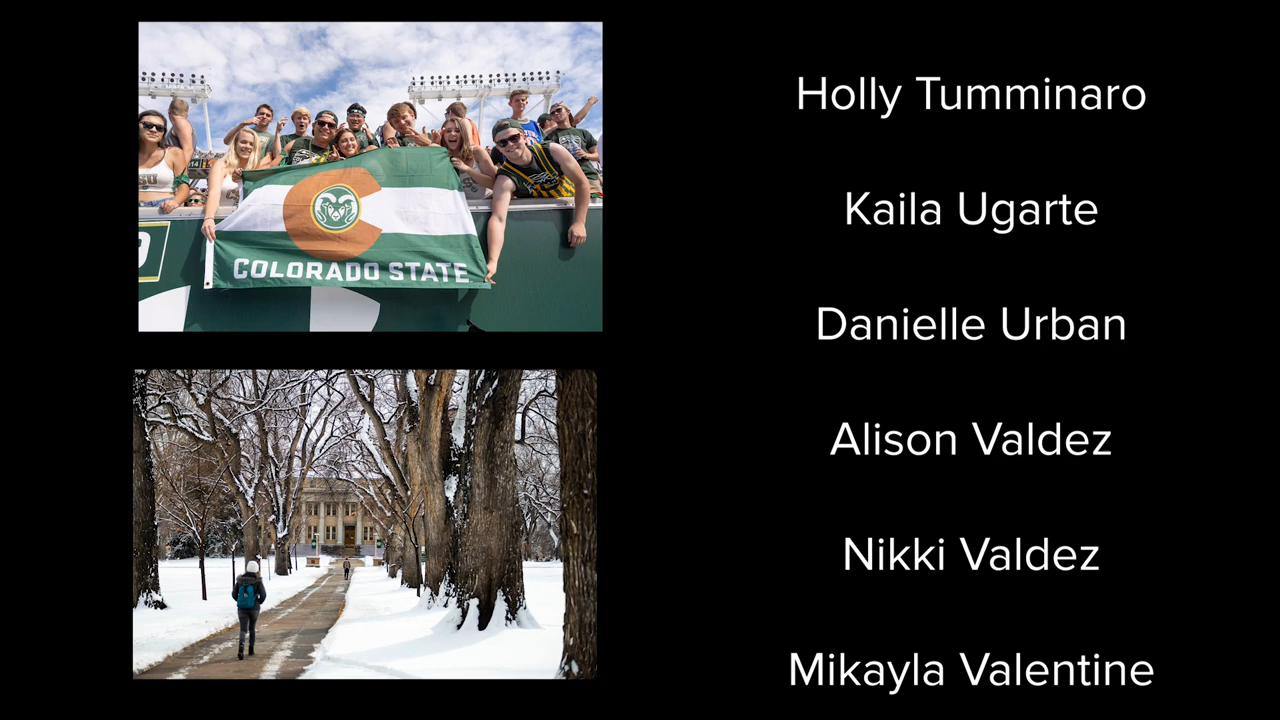 COLORADO STATE
Holly Tumminaro
Kaila Ugarte
Danielle Urban
Alison Valdez
Nikki Valdez
Mikayla Valentine